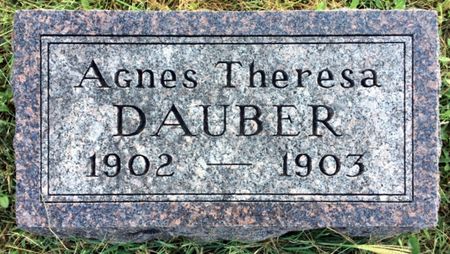 Agnes Theresa
DAUBER
1902 — 1903